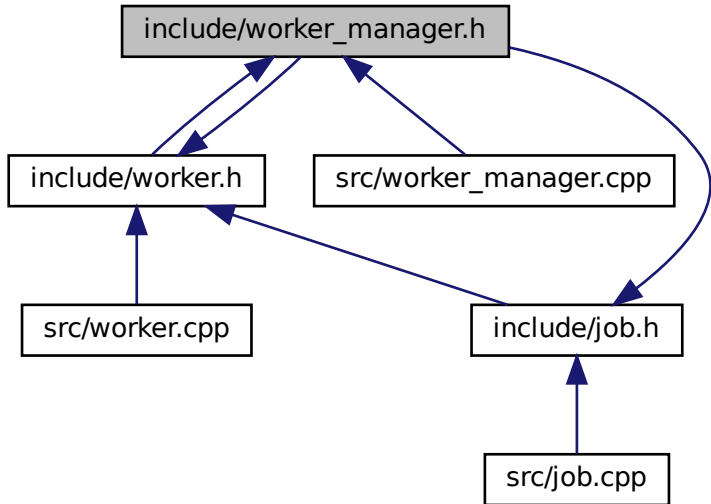 include/worker_manager.h
include/worker.h
src/worker_manager.cpp
src/worker.cpp
include/job.h
src/job.cpp